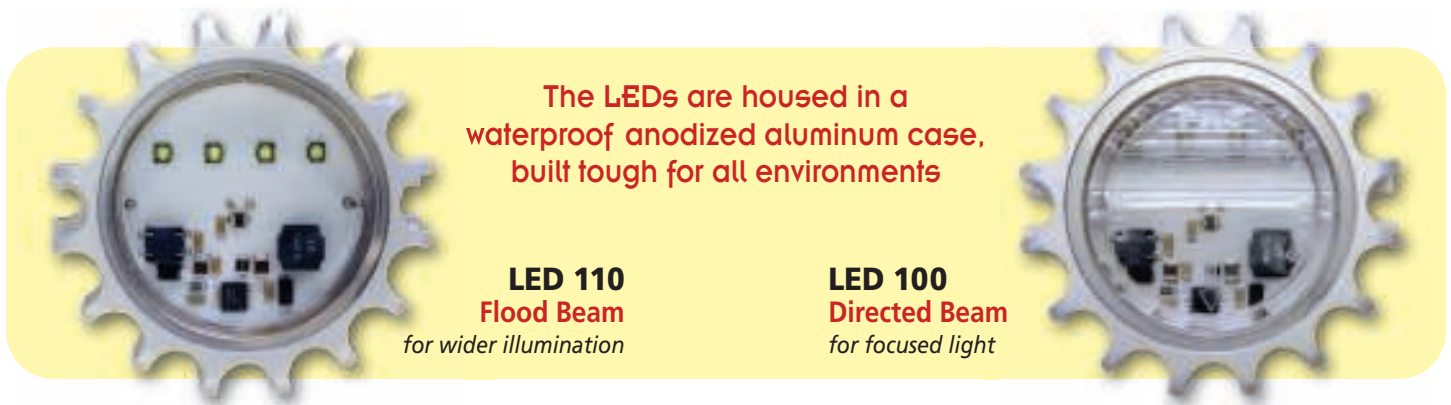 The LEDs are housed in a
waterproof anodized aluminum case,
built tough for all environments
LED 110
Flood Beam
for wider illumination
LED 100
Directed Beam
for focused light